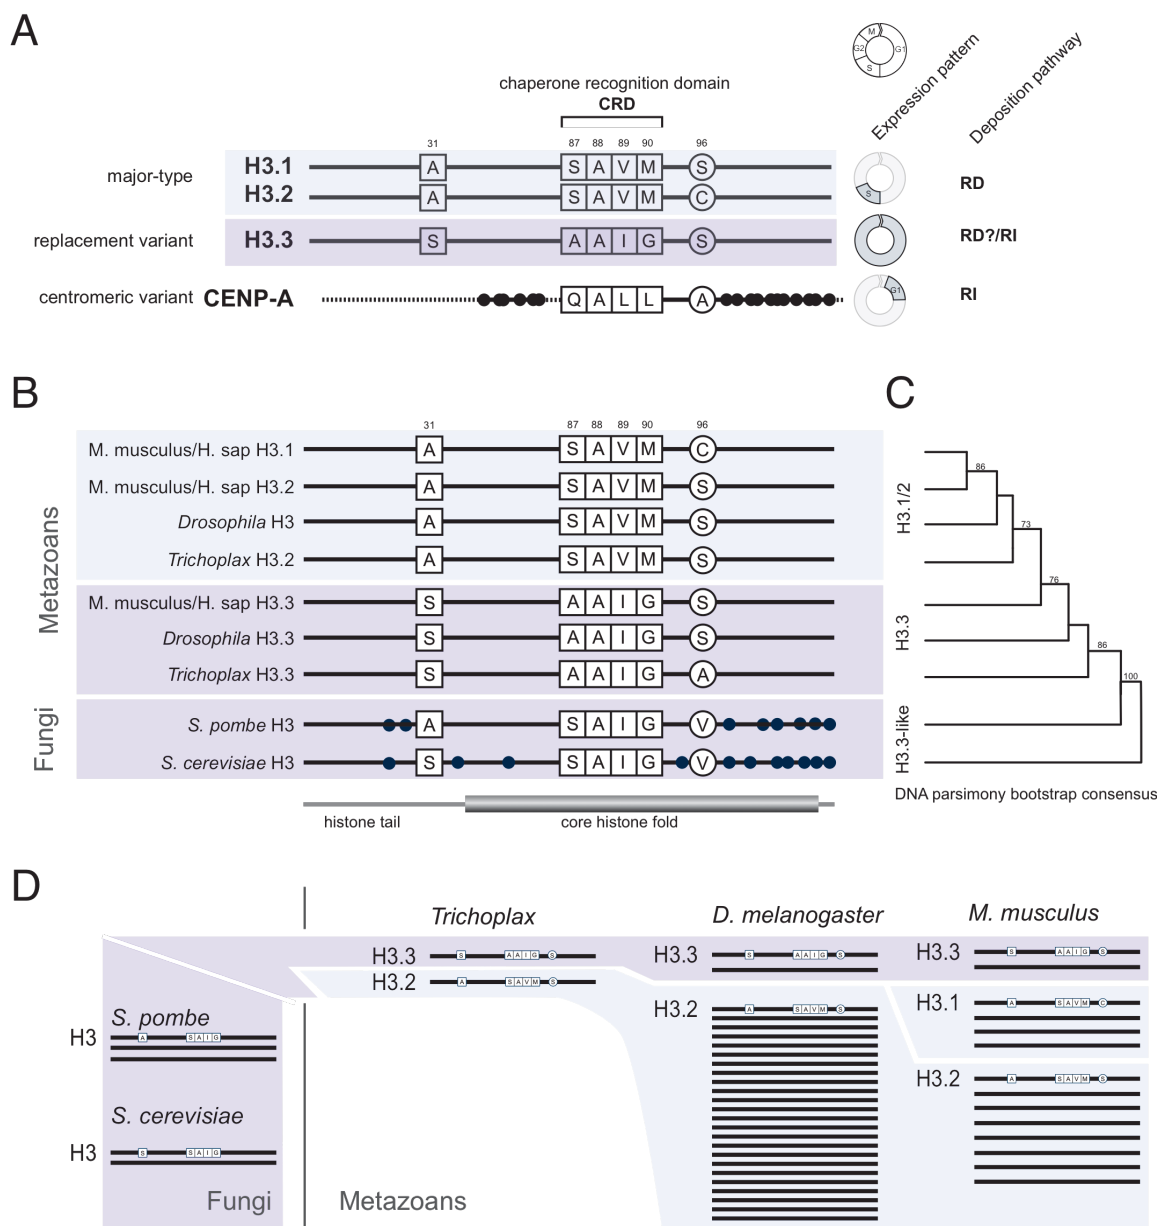 A
M
G2
G1
S
Expression pattern
Deposition pathway
chaperone recognition domain
CRD
31 87 88 89 90 96
major-type
H3.1 A S A V M S
H3.2 A S A V M C
S
RD
replacement variant H3.3 S A A I G S RD?/RI
centromeric variant CENP-A Q A L L A G1 RI
B
C
31 87 88 89 90 96
Metazoans
M. musculus/H. sap H3.1 A S A V M C
M. musculus/H. sap H3.2 A S A V M S
Drosophila H3 A S A V M S
Trichoplax H3.2 A S A V M S
M. musculus/H. sap H3.3 S A A I G S
Drosophila H3.3 S A A I G S
Trichoplax H3.3 S A A I G A
Fungi
S. pombe H3 A S A I G V
S. cerevisiae H3 S S A I G V
histone tail core histone fold
86
73
76
86
100
H3.1/2
H3.3
H3.3-like
DNA parsimony bootstrap consensus
D
Trichoplax D. melanogaster M. musculus
H3.3 S A A I G S
H3.2 A S A V M S
H3.3 S A A I G S
H3.2 A S A V M S
H3.3 S A A I G S
H3.1 A S A V M C
H3.2 A S A V M S
S. pombe
H3 A S A I G
S. cerevisiae
H3 S S A I G
Fungi Metazoans